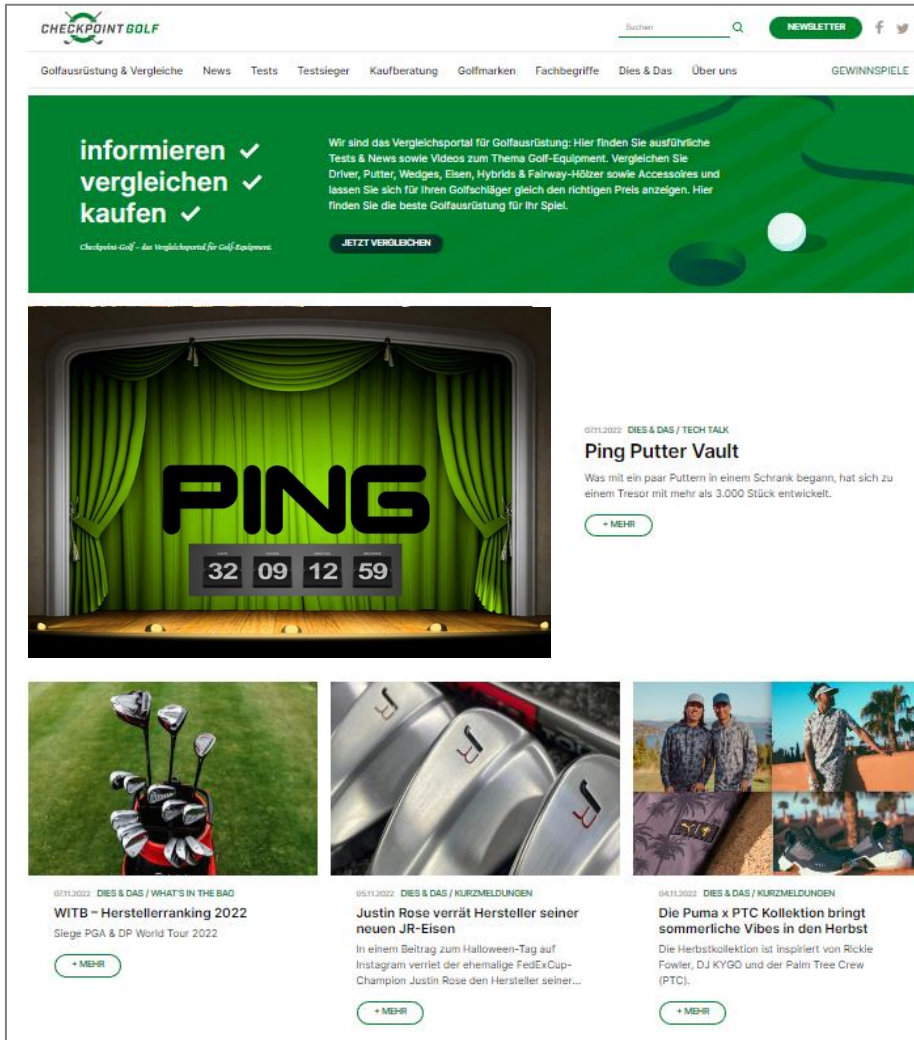 CHECKPOINT GOLF
Suchen
NEWSLETTER
Golfausrüstung & Vergleiche News Tests Testsieger Kaufberatung Golfmarken Fachbegriffe Dies & Das Über uns GEWINNSPIELE
informieren ✓
vergleichen ✓
kaufen ✓
Checkpoint-Golf – das Vergleichsportal für Golf-Equipment.
Wir sind das Vergleichsportal für Golfausrüstung: Hier finden Sie ausführliche
Tests & News sowie Videos zum Thema Golf-Equipment. Vergleichen Sie
Driver, Putter, Wedges, Eisen, Hybrids & Fairway-Hölzer sowie Accessoires und
lassen Sie sich für Ihren Golfschläger gleich den richtigen Preis anzeigen. Hier
finden Sie die beste Golfausrüstung für Ihr Spiel.
JETZT VERGLEICHEN
PING
32 09 12 59
07.11.2022 DIES & DAS / TECH TALK
Ping Putter Vault
Was mit ein paar Puttern in einem Schrank begann, hat sich zu
einem Tresor mit mehr als 3.000 Stück entwickelt.
+ MEHR
07.11.2022 DIES & DAS / WHAT'S IN THE BAG
WITB – Herstellerranking 2022
Siege PGA & DP World Tour 2022
+ MEHR
JR
JR
JR
05.11.2022 DIES & DAS / KURZMELDUNGEN
Justin Rose verrät Hersteller seiner
neuen JR-Eisen
In einem Beitrag zum Halloween-Tag auf
Instagram verriet der ehemalige FedExCup-
Champion Justin Rose den Hersteller seiner...
+ MEHR
04.11.2022 DIES & DAS / KURZMELDUNGEN
Die Puma x PTC Kollektion bringt
sommerliche Vibes in den Herbst
Die Herbstkollektion ist inspiriert von Rickie
Fowler, DJ KYGO und der Palm Tree Crew
(PTC).
+ MEHR